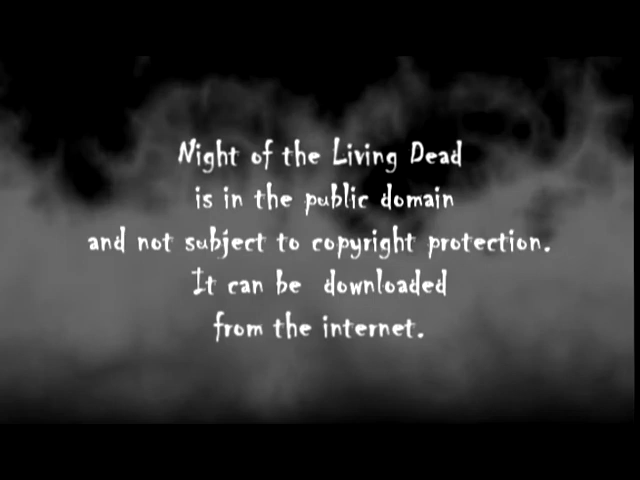 Night of the Living Dead
is in the public domain
and not subject to copyright protection.
It can be downloaded
from the internet.